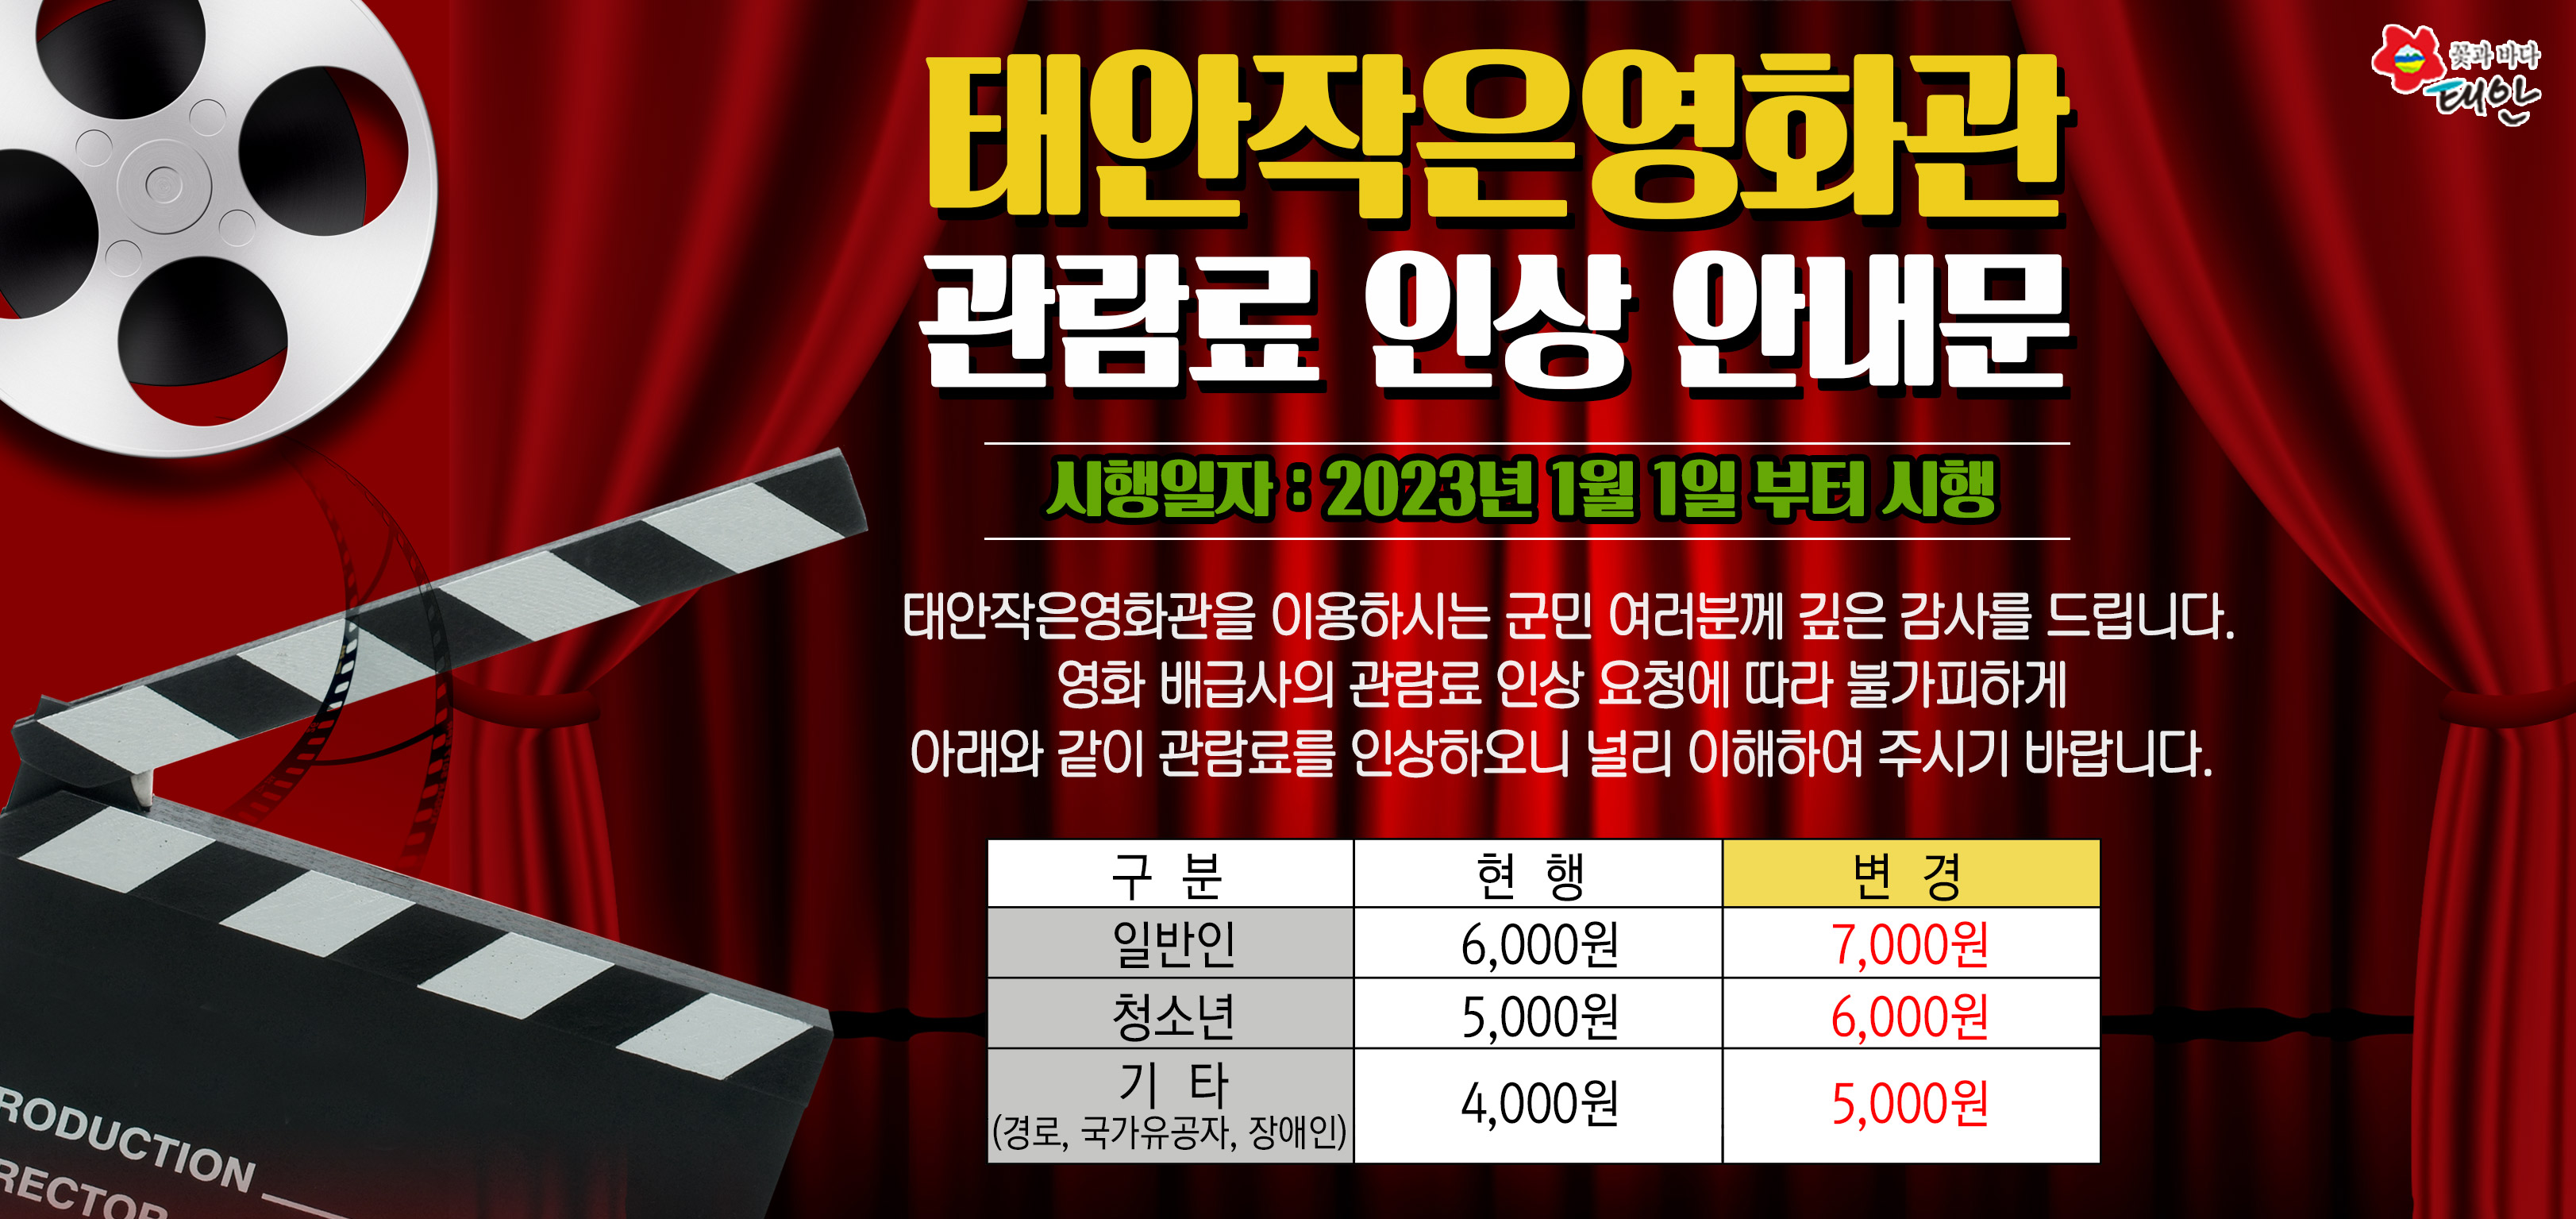 태안작은영화관
꽃과 바다
태안
관람료 인상 안내문
시행일자 : 2023년 1월 1일 부터 시행
태안작은영화관을 이용하시는 군민 여러분께 깊은 감사를 드립니다.
영화 배급사의 관람료 인상 요청에 따라 불가피하게
아래와 같이 관람료를 인상하오니 널리 이해하여 주시기 바랍니다.
구 분 현 행 변 경
일반인 6,000원 7,000원
청소년 5,000원 6,000원
기 타 4,000원 5,000원
(경로, 국가유공자, 장애인)
RODUCTION
RECTOR